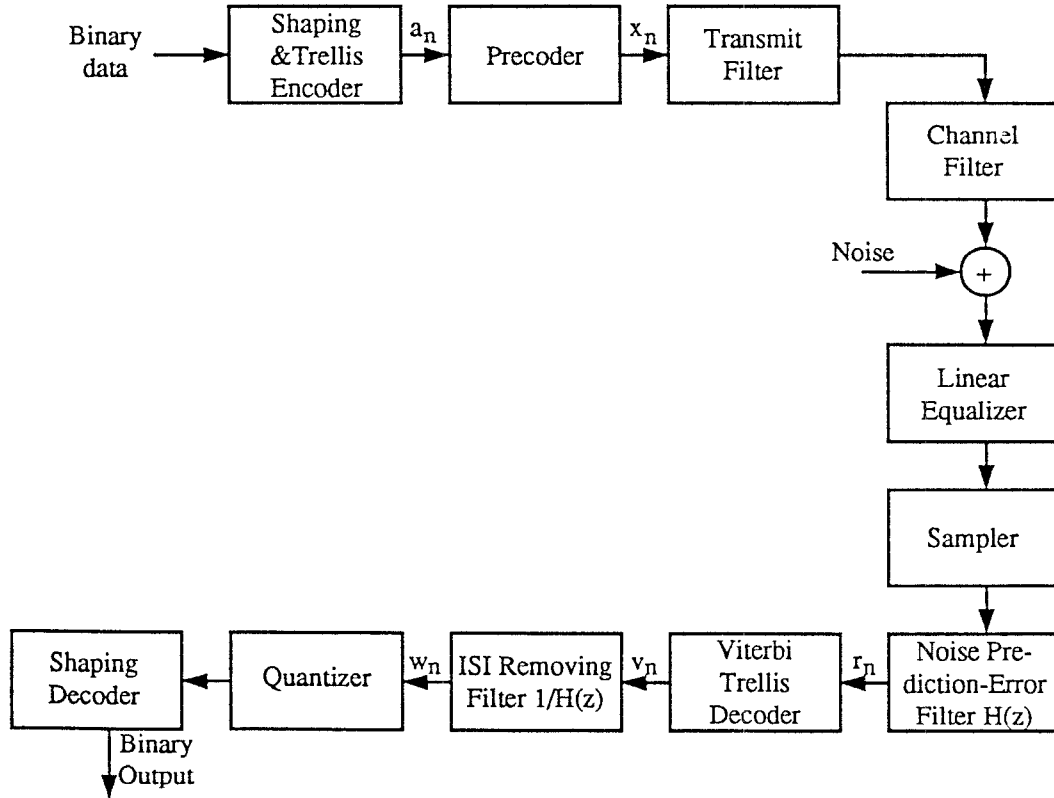 Binary
data
Shaping
&Trellis
Encoder
a_n
Precoder
x_n
Transmit
Filter
Channel
Filter
Noise
+
Linear
Equalizer
Sampler
Noise Pre-
diction-Error
Filter H(z)
r_n
Viterbi
Trellis
Decoder
v_n
ISI Removing
Filter 1/H(z)
w_n
Quantizer
Shaping
Decoder
Binary
Output